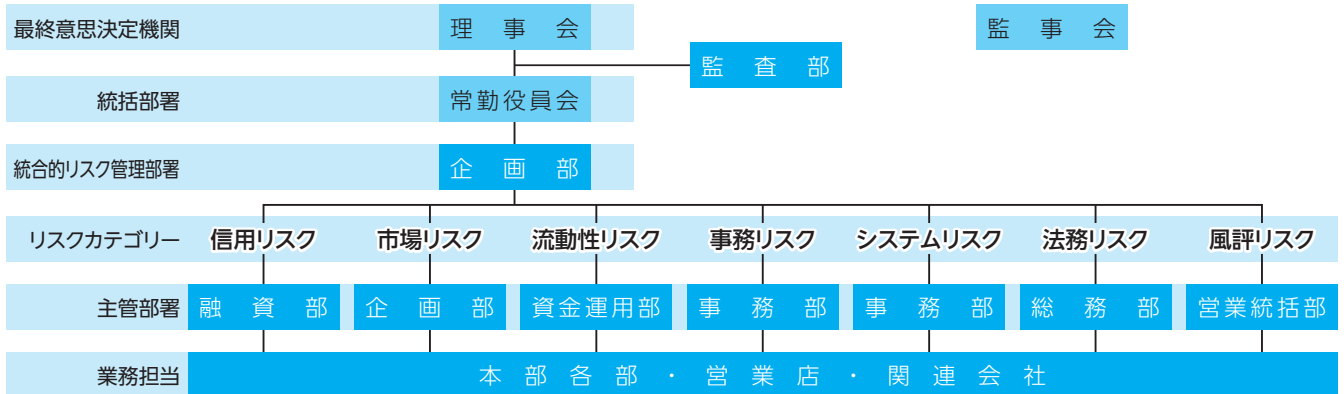 最終意思決定機関 理事会 監事会
監査部
統括部署 常勤役員会
統合的リスク管理部署 企画部
リスクカテゴリー 信用リスク 市場リスク 流動性リスク 事務リスク システムリスク 法務リスク 風評リスク
主管部署 融資部 企画部 資金運用部 事務部 事務部 総務部 営業統括部
業務担当 本部各部・営業店・関連会社